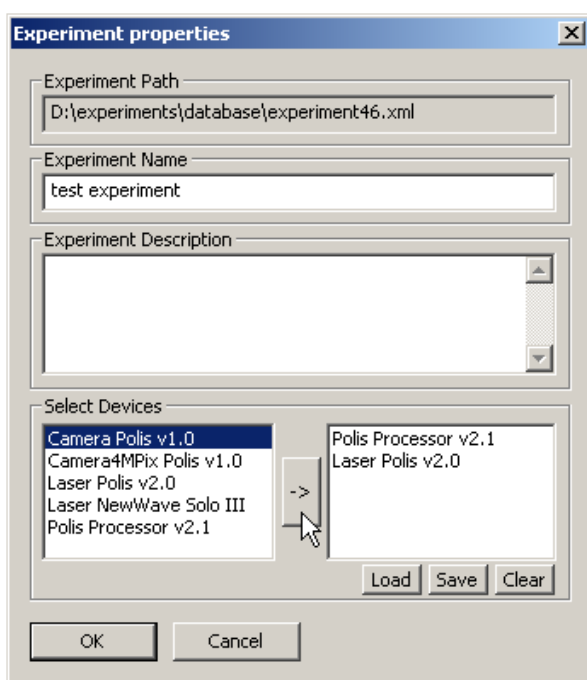 Experiment properties
Experiment Path
D:\experiments\database\experiment46.xml
Experiment Name
test experiment
Experiment Description
Select Devices
Camera Polis v1.0
Camera4MPix Polis v1.0
Laser Polis v2.0
Laser NewWave Solo III
Polis Processor v2.1
->
Polis Processor v2.1
Laser Polis v2.0
Load Save Clear
OK Cancel